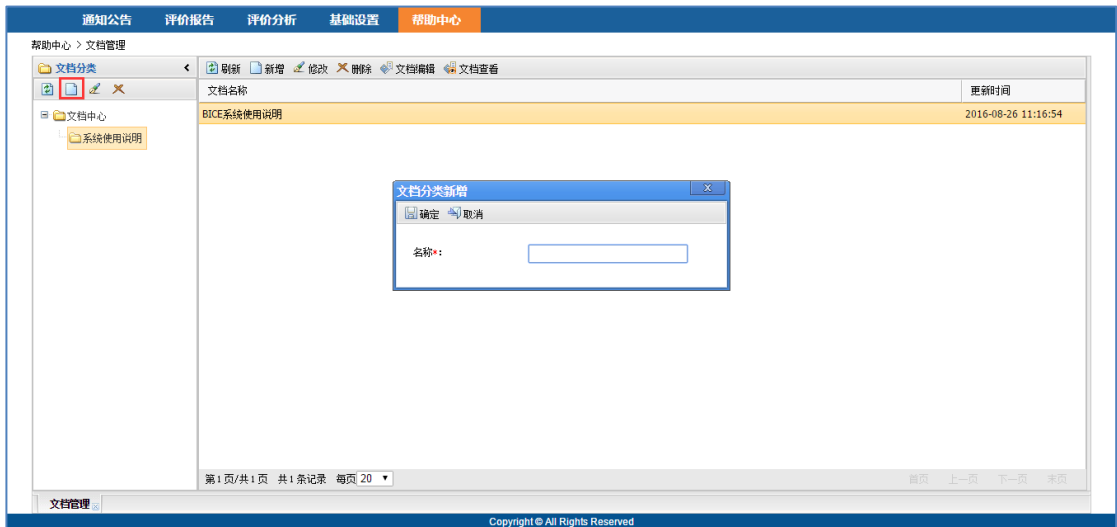 通知公告 评价报告 评价分析 基础设置 帮助中心
帮助中心 > 文档管理
文档分类
刷新 新增 修改 删除 文档编辑 文档查看
文档名称 更新时间
文档中心
BICE系统使用说明 2016-08-26 11:16:54
系统使用说明
文档分类新增 X
确定 取消
名称*:
第1页/共1页 共1条记录 每页 20
首页 上一页 下一页 末页
文档管理
Copyright © All Rights Reserved